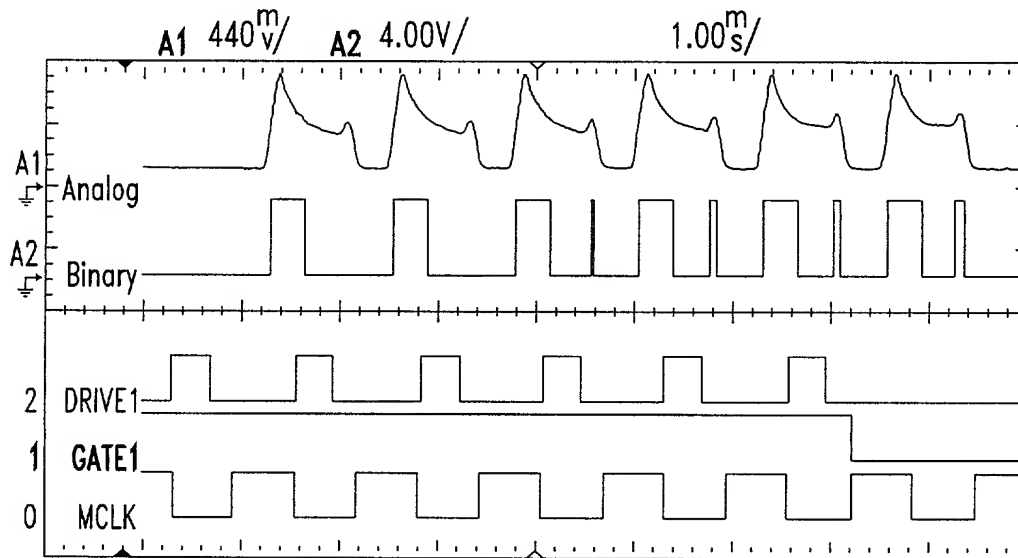 A1 440mv/ A2 4.00V/ 1.00ms/
A1
Analog
A2
Binary
2 DRIVE1
1 GATE1
0 MCLK